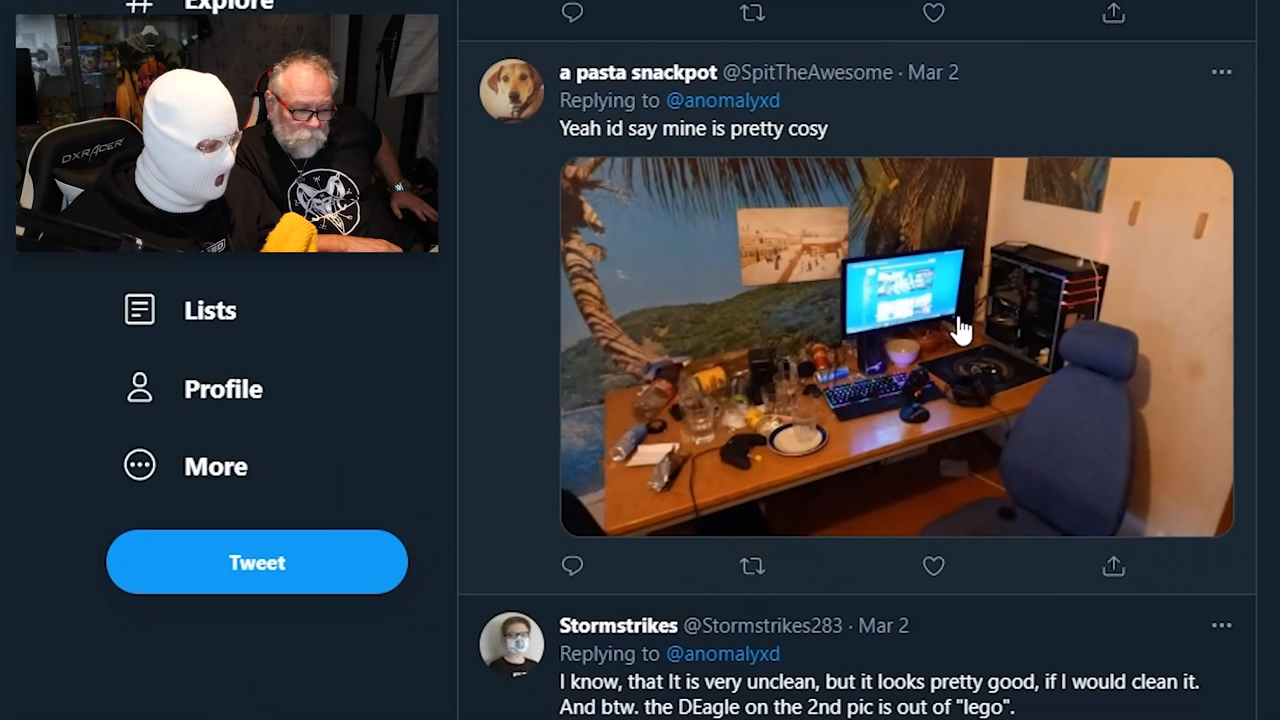 Explore
DXRACER
Lists
Profile
More
Tweet
a pasta snackpot @SpitTheAwesome · Mar 2
Replying to @anomalyxd
Yeah id say mine is pretty cosy
Stormstrikes @Stormstrikes283 · Mar 2
Replying to @anomalyxd
I know, that It is very unclean, but it looks pretty good, if I would clean it.
And btw. the DEagle on the 2nd pic is out of "lego".